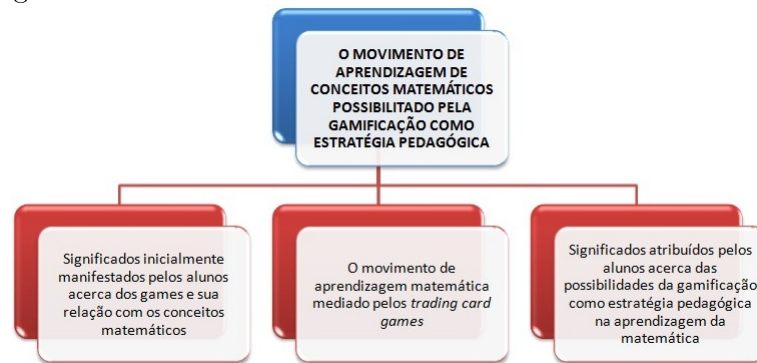 O MOVIMENTO DE
APRENDIZAGEM DE
CONCEITOS MATEMÁTICOS
POSSIBILITADO PELA
GAMIFICAÇÃO COMO
ESTRATÉGIA PEDAGÓGICA
Significados inicialmente
manifestados pelos alunos
acerca dos games e sua
relação com os conceitos
matemáticos
O movimento de
aprendizagem matemática
mediado pelos trading card
games
Significados atribuídos pelos
alunos acerca das
possibilidades da gamificação
como estratégia pedagógica
na aprendizagem da
matemática